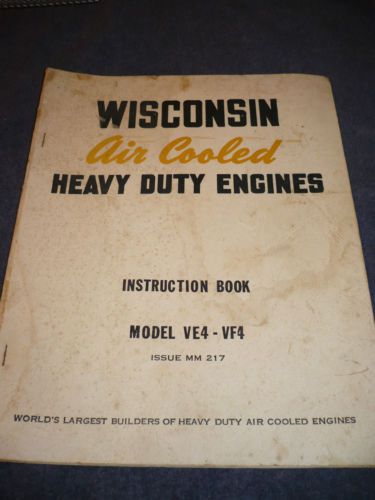 WISCONSIN
Air Cooled
HEAVY DUTY ENGINES
INSTRUCTION BOOK
MODEL VE4 - VF4
ISSUE MM 217
WORLD'S LARGEST BUILDERS OF HEAVY DUTY AIR COOLED ENGINES